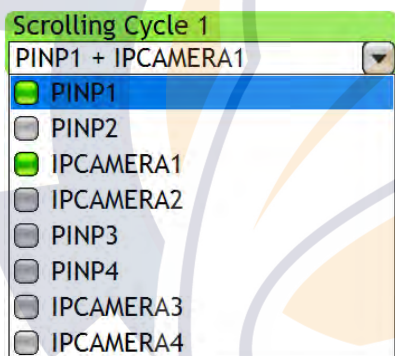 Scrolling Cycle 1
PINP1 + IPCAMERA1
PINP1
PINP2
IPCAMERA1
IPCAMERA2
PINP3
PINP4
IPCAMERA3
IPCAMERA4